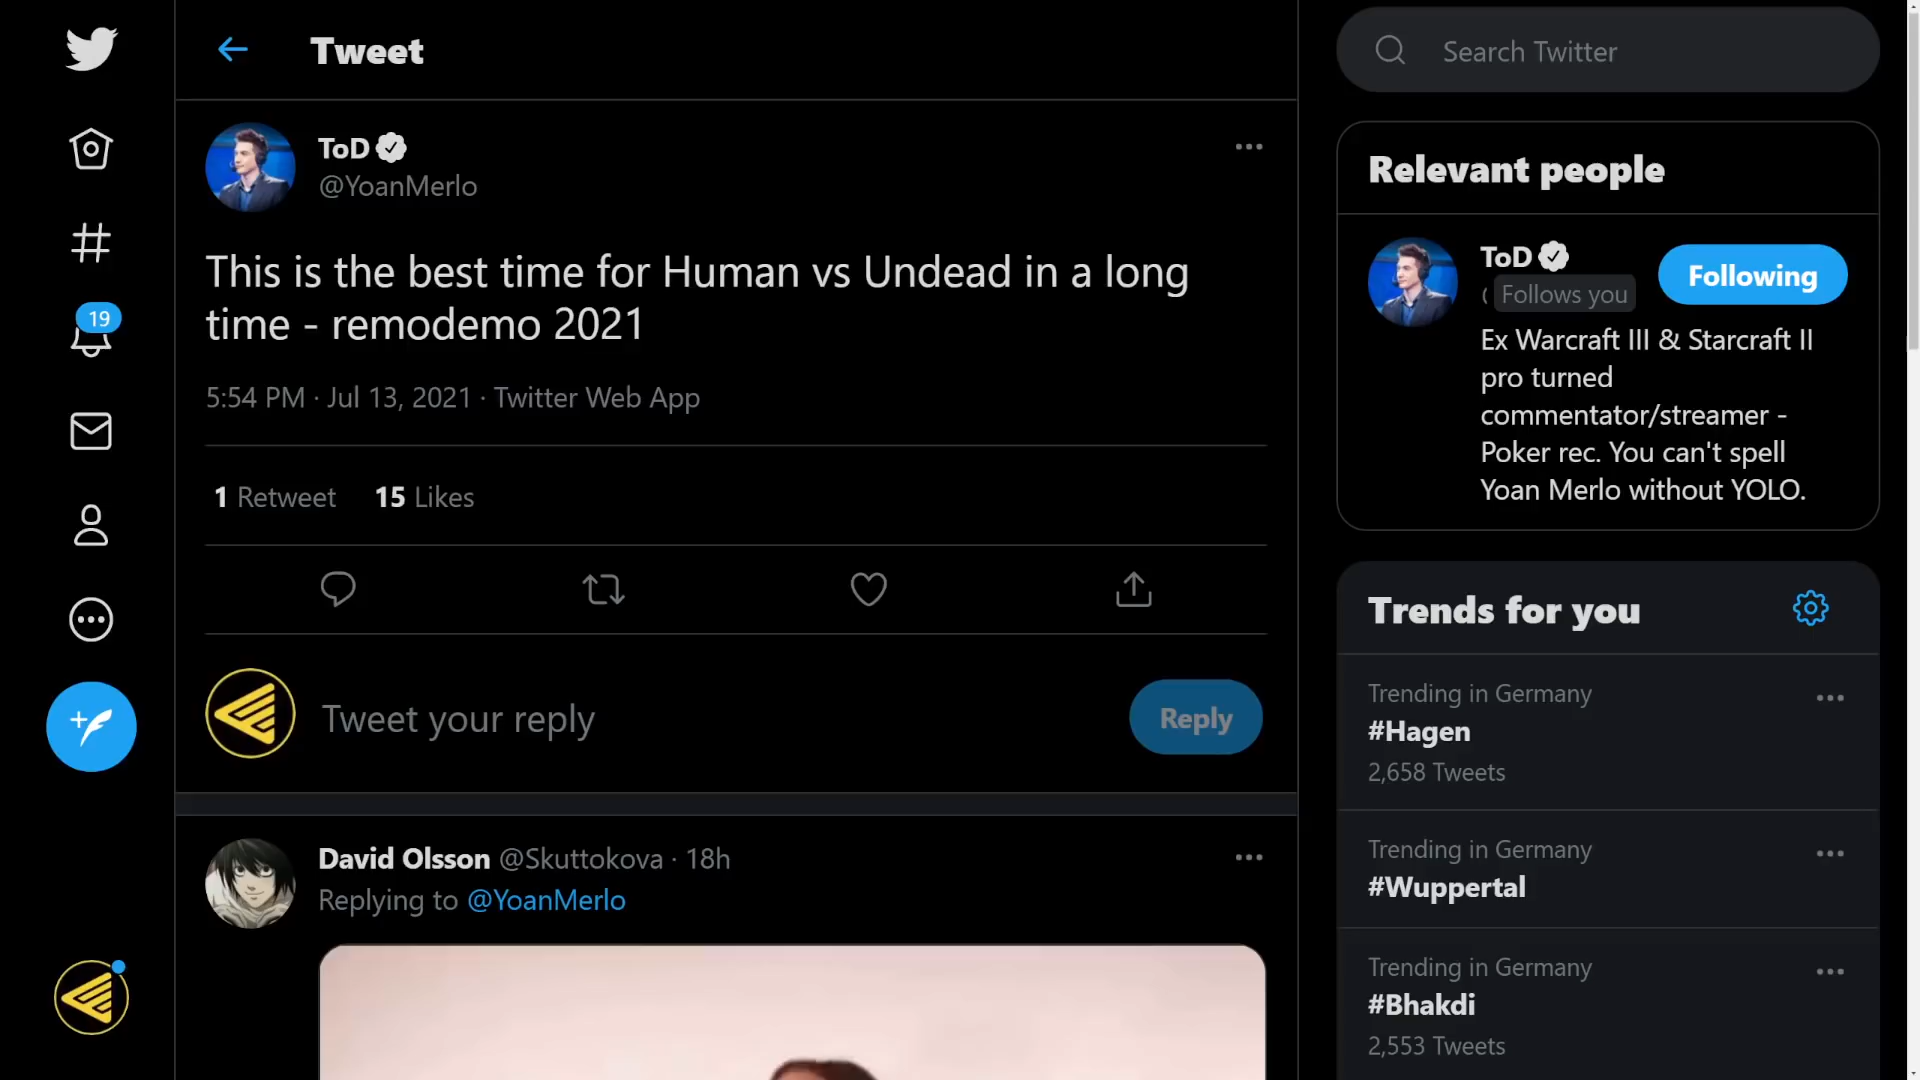 Tweet
ToD
@YoanMerlo
This is the best time for Human vs Undead in a long
time - remodemo 2021
5:54 PM · Jul 13, 2021 · Twitter Web App
1 Retweet 15 Likes
Tweet your reply
Reply
David Olsson @Skuttokova · 18h
Replying to @YoanMerlo
19
Search Twitter
Relevant people
ToD
Follows you
Following
Ex Warcraft III & Starcraft II
pro turned
commentator/streamer -
Poker rec. You can't spell
Yoan Merlo without YOLO.
Trends for you
Trending in Germany
#Hagen
2,658 Tweets
Trending in Germany
#Wuppertal
Trending in Germany
#Bhakdi
2,553 Tweets